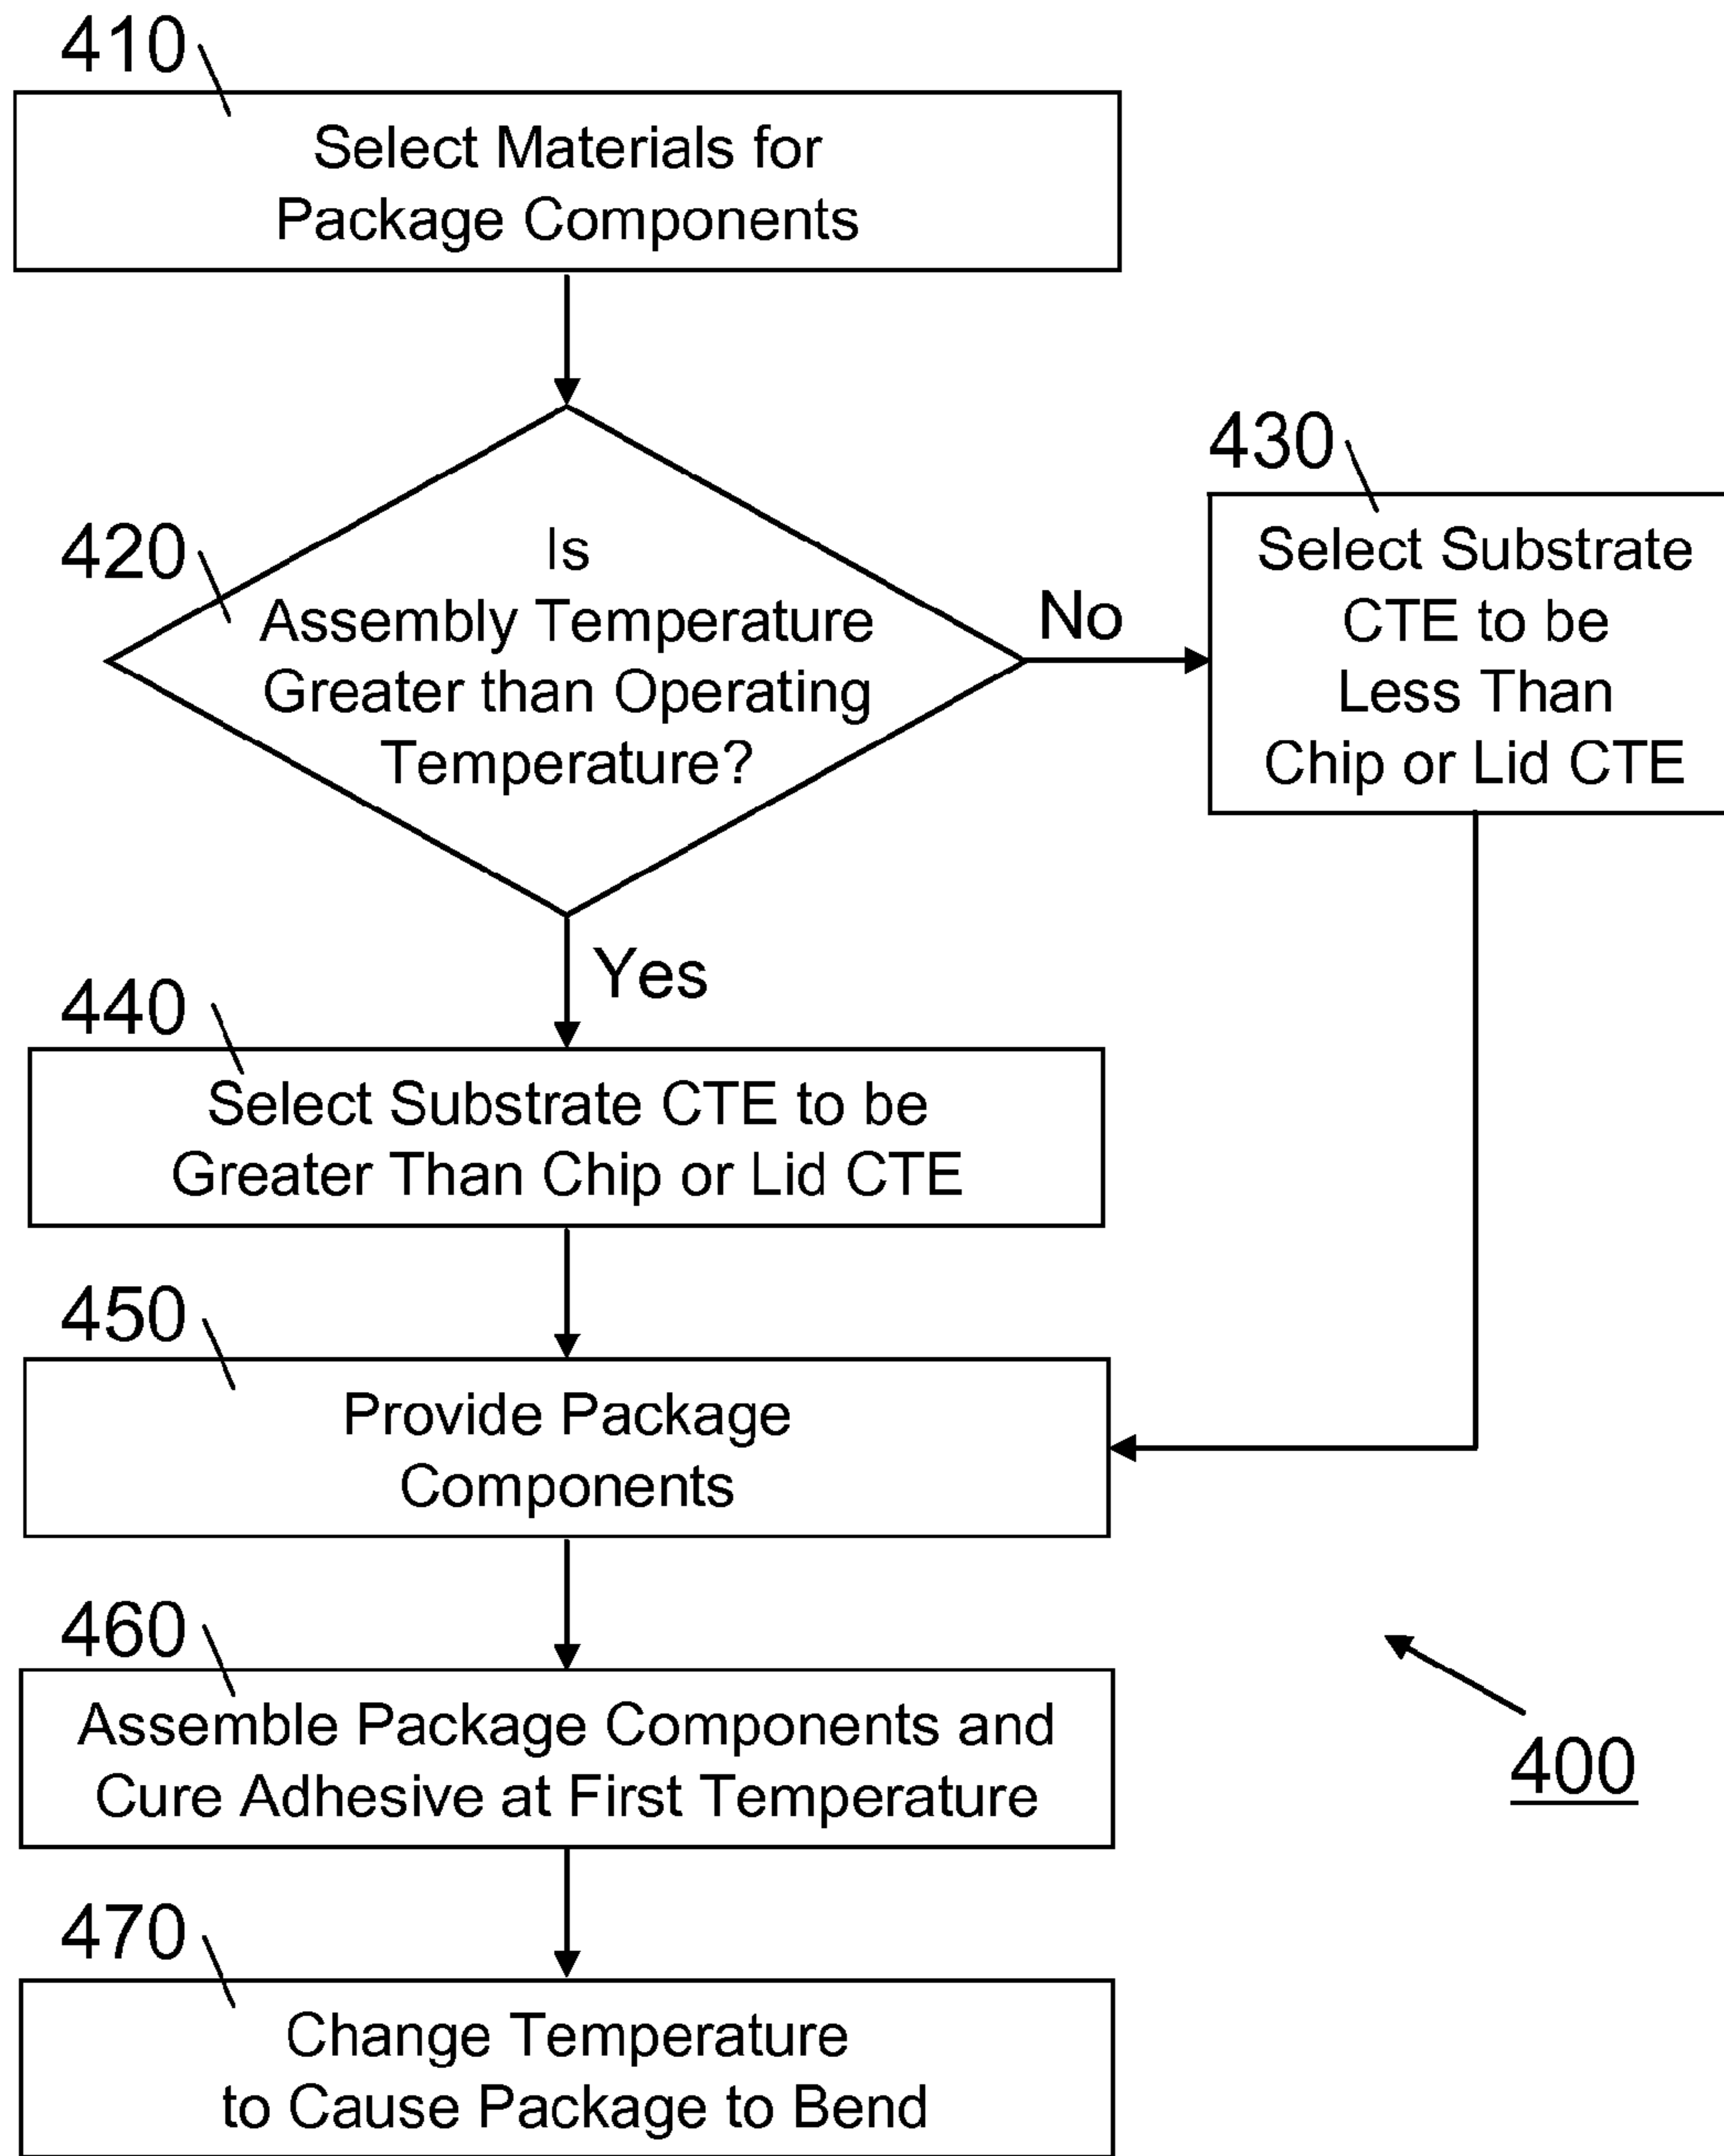 410
Select Materials for
Package Components
420
Is
Assembly Temperature
Greater than Operating
Temperature?
No
430
Select Substrate
CTE to be
Less Than
Chip or Lid CTE
Yes
440
Select Substrate CTE to be
Greater Than Chip or Lid CTE
450
Provide Package
Components
460
Assemble Package Components and
Cure Adhesive at First Temperature
400
470
Change Temperature
to Cause Package to Bend